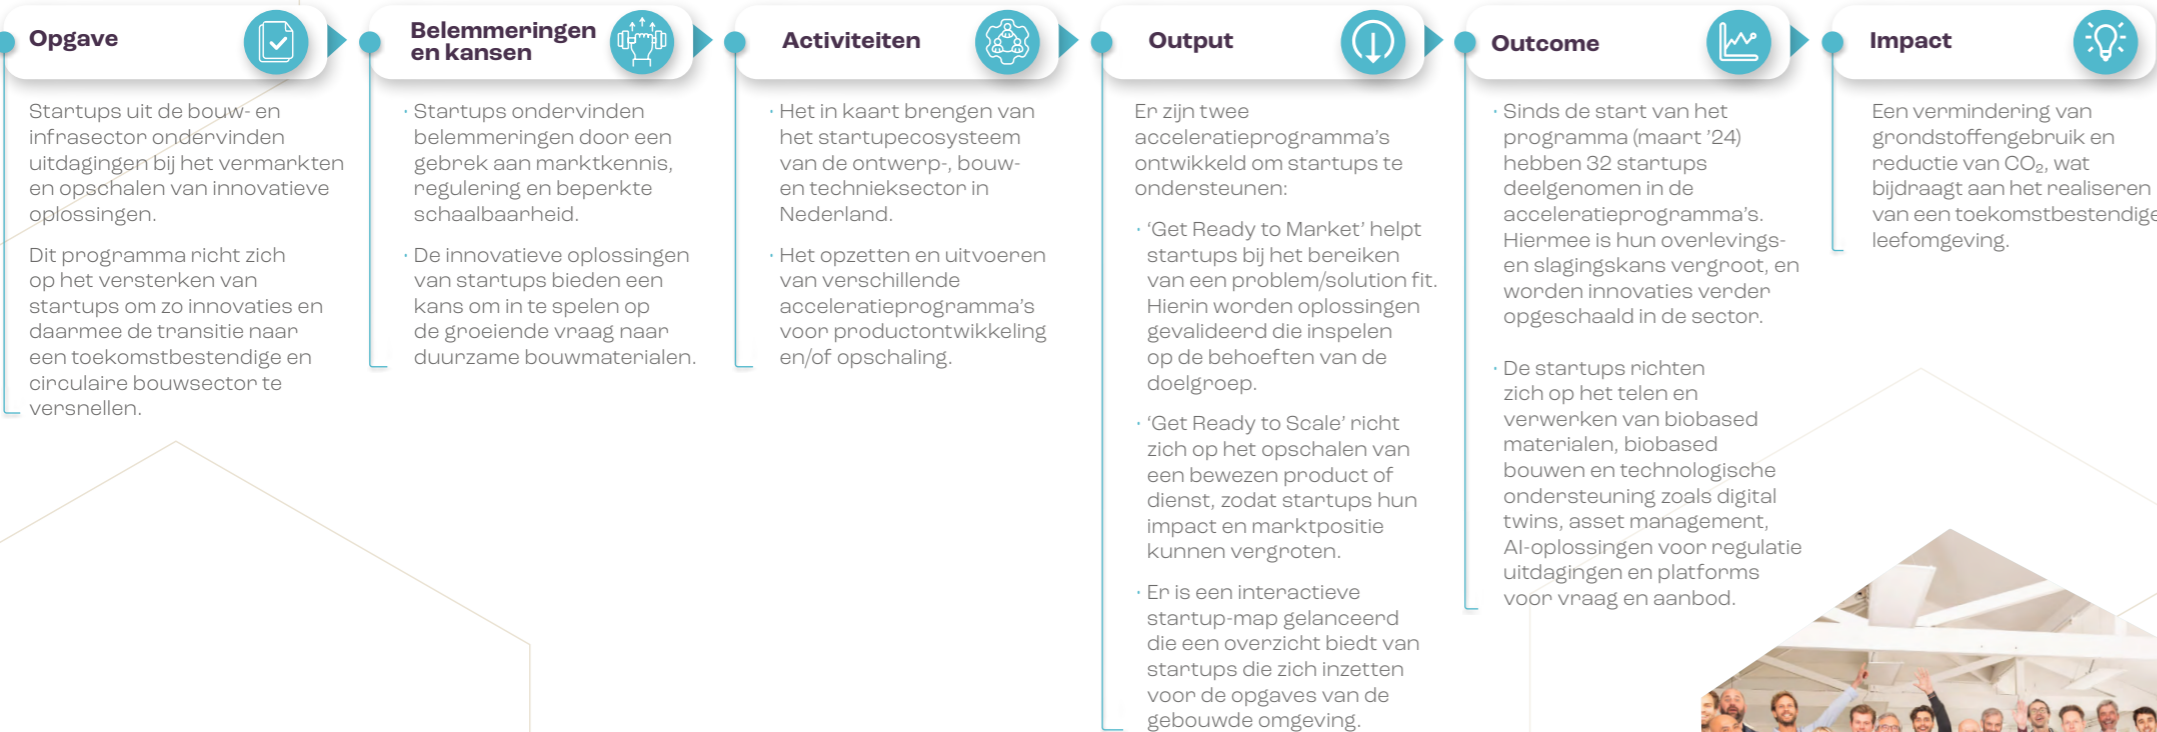 Opgave
Startups uit de bouw- en
infrasector ondervinden
uitdagingen bij het vermarkten
en opschalen van innovatieve
oplossingen.
Dit programma richt zich
op het versterken van
startups om zo innovaties en
daarmee de transitie naar
een toekomstbestendige en
circulaire bouwsector te
versnellen.
Belemmeringen
en kansen
· Startups ondervinden
belemmeringen door een
gebrek aan marktkennis,
regulering en beperkte
schaalbaarheid.
· De innovatieve oplossingen
van startups bieden een
kans om in te spelen op
de groeiende vraag naar
duurzame bouwmaterialen.
Activiteiten
· Het in kaart brengen van
het startupecosysteem
van de ontwerp-, bouw-
en technieksector in
Nederland.
· Het opzetten en uitvoeren
van verschillende
acceleratieprogramma's
voor productontwikkeling
en/of opschaling.
Output
Er zijn twee
acceleratieprogramma's
ontwikkeld om startups te
ondersteunen:
· 'Get Ready to Market' helpt
startups bij het bereiken
van een problem/solution fit.
Hierin worden oplossingen
gevalideerd die inspelen
op de behoeften van de
doelgroep.
· 'Get Ready to Scale' richt
zich op het opschalen van
een bewezen product of
dienst, zodat startups hun
impact en marktpositie
kunnen vergroten.
· Er is een interactieve
startup-map gelanceerd
die een overzicht biedt van
startups die zich inzetten
voor de opgaves van de
gebouwde omgeving.
Outcome
· Sinds de start van het
programma (maart '24)
hebben 32 startups
deelgenomen in de
acceleratieprogramma's.
Hiermee is hun overlevings-
en slagingskans vergroot, en
worden innovaties verder
opgeschaald in de sector.
· De startups richten
zich op het telen en
verwerken van biobased
materialen, biobased
bouwen en technologische
ondersteuning zoals digital
twins, asset management,
AI-oplossingen voor regulatie
uitdagingen en platforms
voor vraag en aanbod.
Impact
Een vermindering van
grondstoffengebruik en
reductie van CO₂, wat
bijdraagt aan het realiseren
van een toekomstbestendige
leefomgeving.